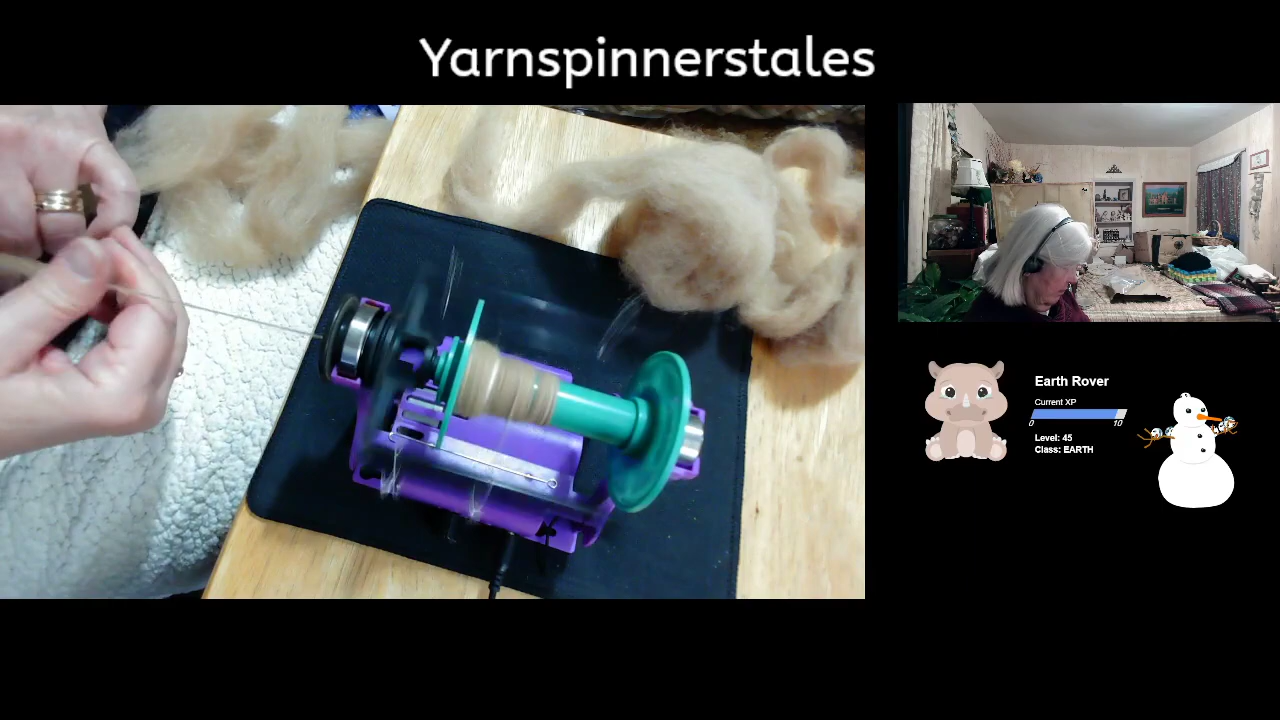 Yarnspinnerstales
Earth Rover
Current XP
0 10
Level: 45
Class: EARTH